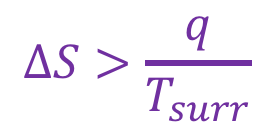 ΔS > q / T_surr